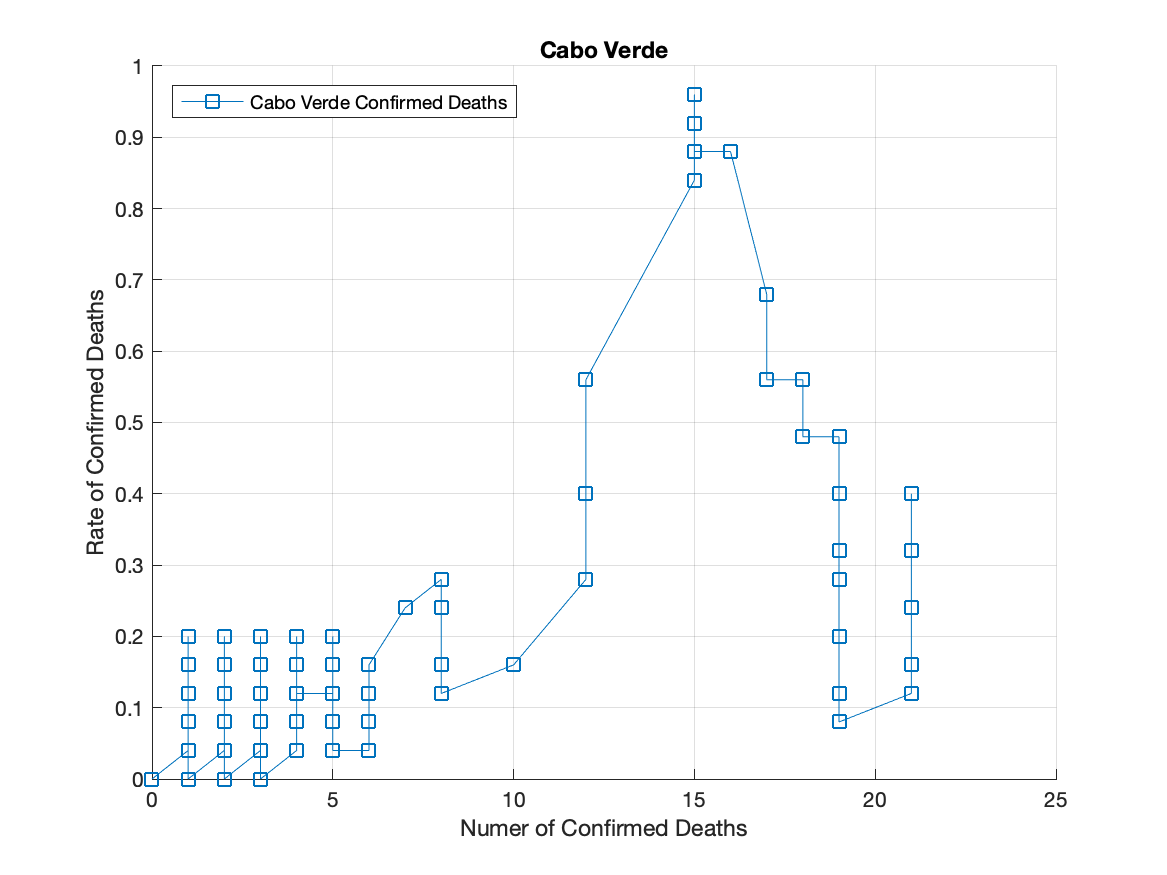 Cabo Verde
Cabo Verde Confirmed Deaths
1
0.9
0.8
0.7
0.6
0.5
0.4
0.3
0.2
0.1
0
Rate of Confirmed Deaths
0 5 10 15 20 25
Numer of Confirmed Deaths